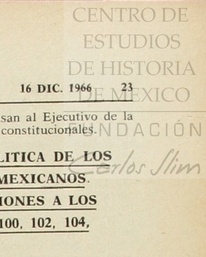 CENTRO DE
ESTUDIOS
DE HISTORIA
DE MÉXICO
16 DIC. 1966 23
san al Ejecutivo de la
constitucionales.
FUNDACIÓN
Carlos Slim
LITICA DE LOS
MEXICANOS.
IONES A LOS
100, 102, 104,